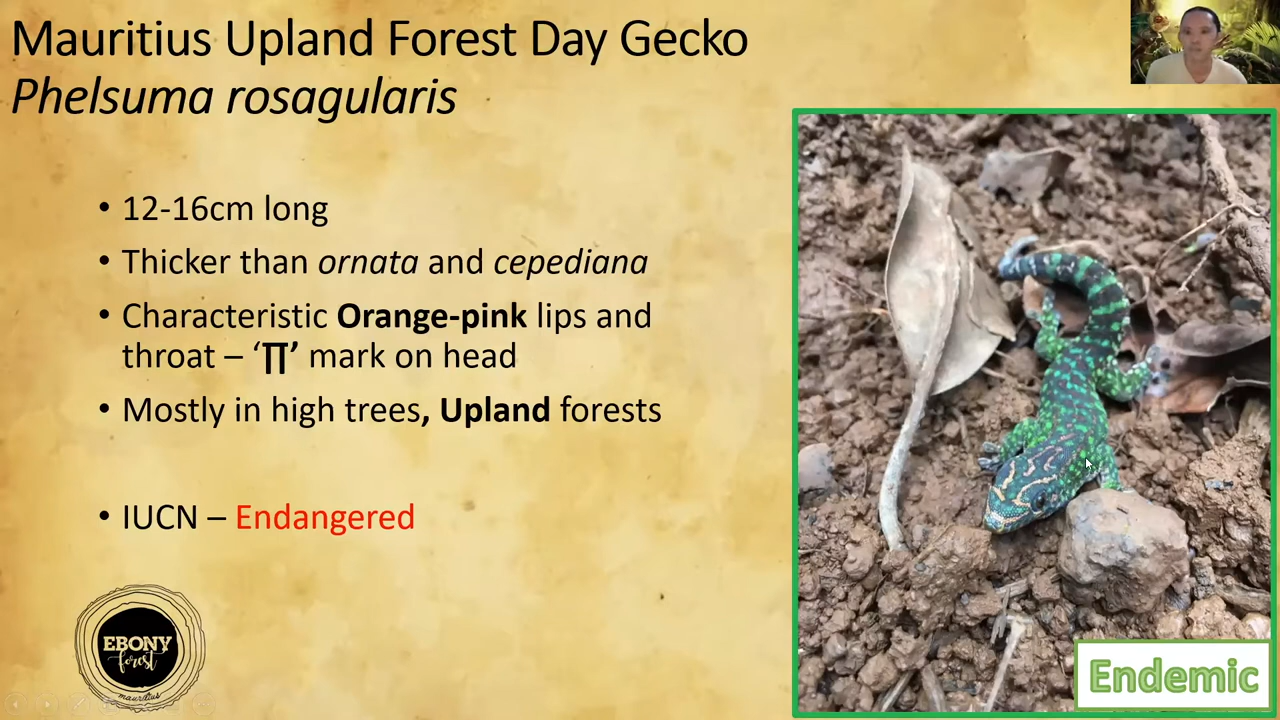 Mauritius Upland Forest Day Gecko
Phelsuma rosagularis
• 12-16cm long
• Thicker than ornata and cepediana
• Characteristic Orange-pink lips and
throat – ‘∏’ mark on head
• Mostly in high trees, Upland forests
• IUCN – Endangered
EBONY
forest
mauritius
Endemic